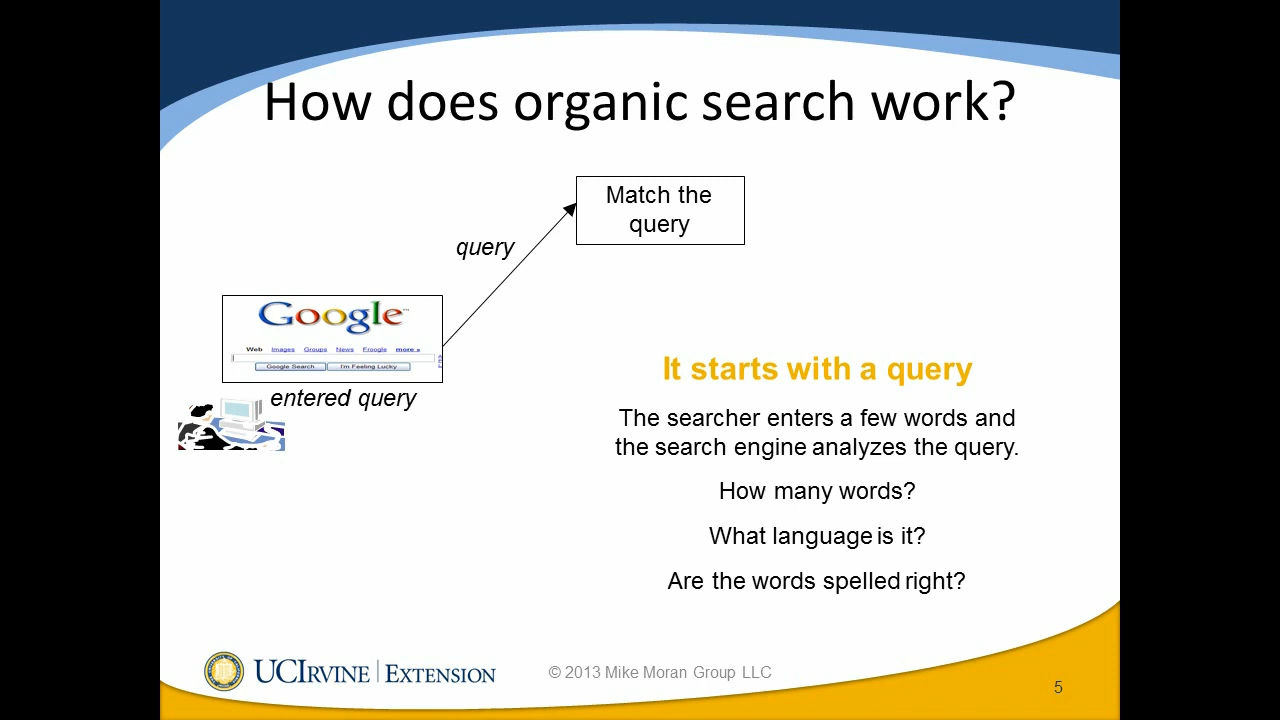 How does organic search work?
Match the
query
query
Google
Web Images Groups News Froogle more »
Google Search I'm Feeling Lucky
entered query
It starts with a query
The searcher enters a few words and
the search engine analyzes the query.
How many words?
What language is it?
Are the words spelled right?
UCIRVINE | EXTENSION
© 2013 Mike Moran Group LLC
5